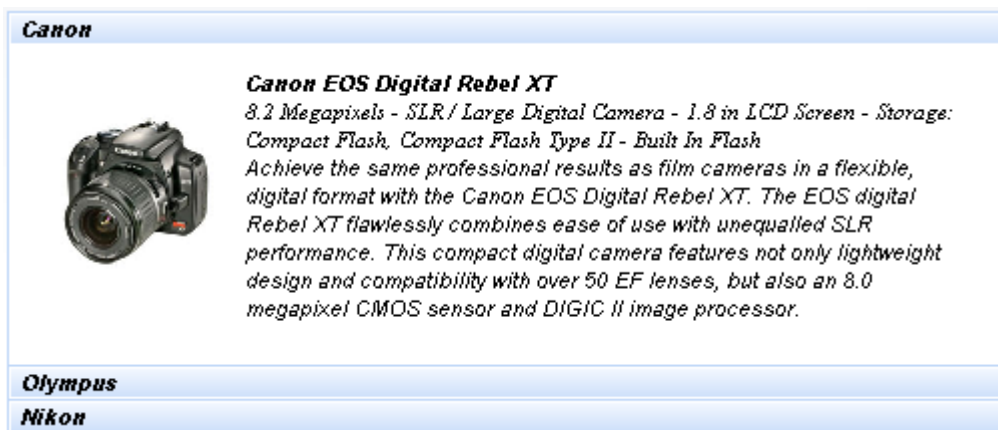 Canon
Canon EOS Digital Rebel XT
8.2 Megapixels - SLR / Large Digital Camera - 1.8 in LCD Screen - Storage:
Compact Flash, Compact Flash Type II - Built In Flash
Achieve the same professional results as film cameras in a flexible,
digital format with the Canon EOS Digital Rebel XT. The EOS digital
Rebel XT flawlessly combines ease of use with unequalled SLR
performance. This compact digital camera features not only lightweight
design and compatibility with over 50 EF lenses, but also an 8.0
megapixel CMOS sensor and DIGIC II image processor.
Canon
Olympus
Nikon